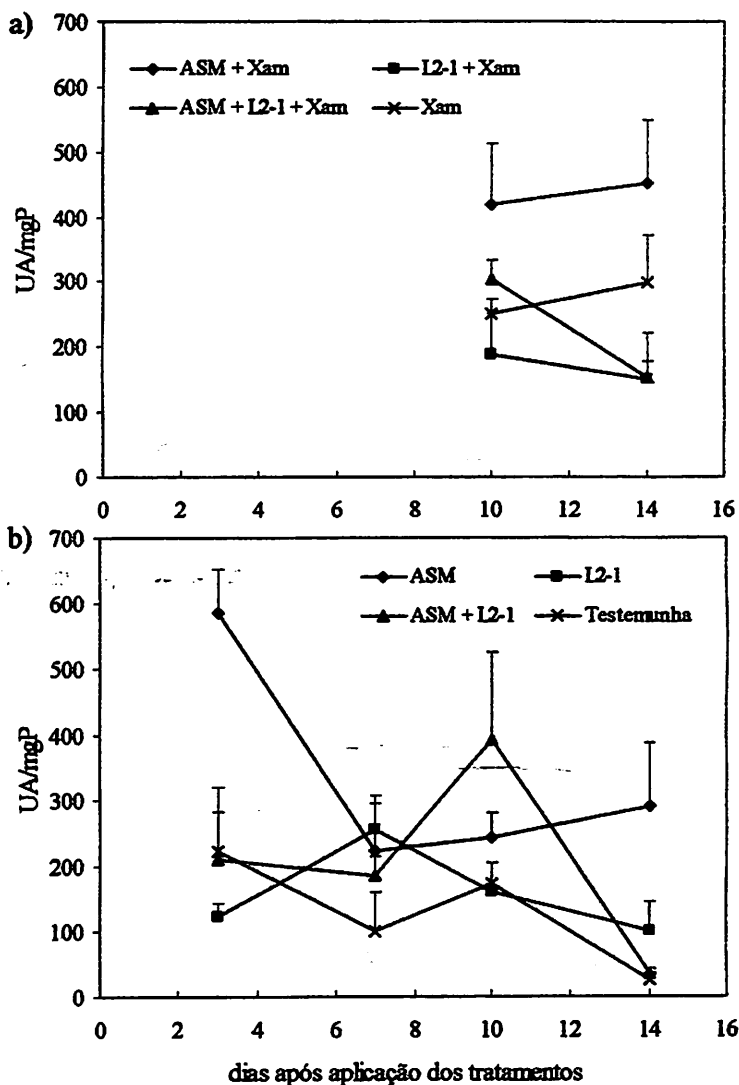 a)
700
ASM + Xam
L2-1 + Xam
600
ASM + L2-1 + Xam
Xam
500
400
UA/mgP
300
200
100
0
0 2 4 6 8 10 12 14 16
b)
700
ASM
L2-1
600
ASM + L2-1
Testemunha
500
400
UA/mgP
300
200
100
0
0 2 4 6 8 10 12 14 16
dias após aplicação dos tratamentos